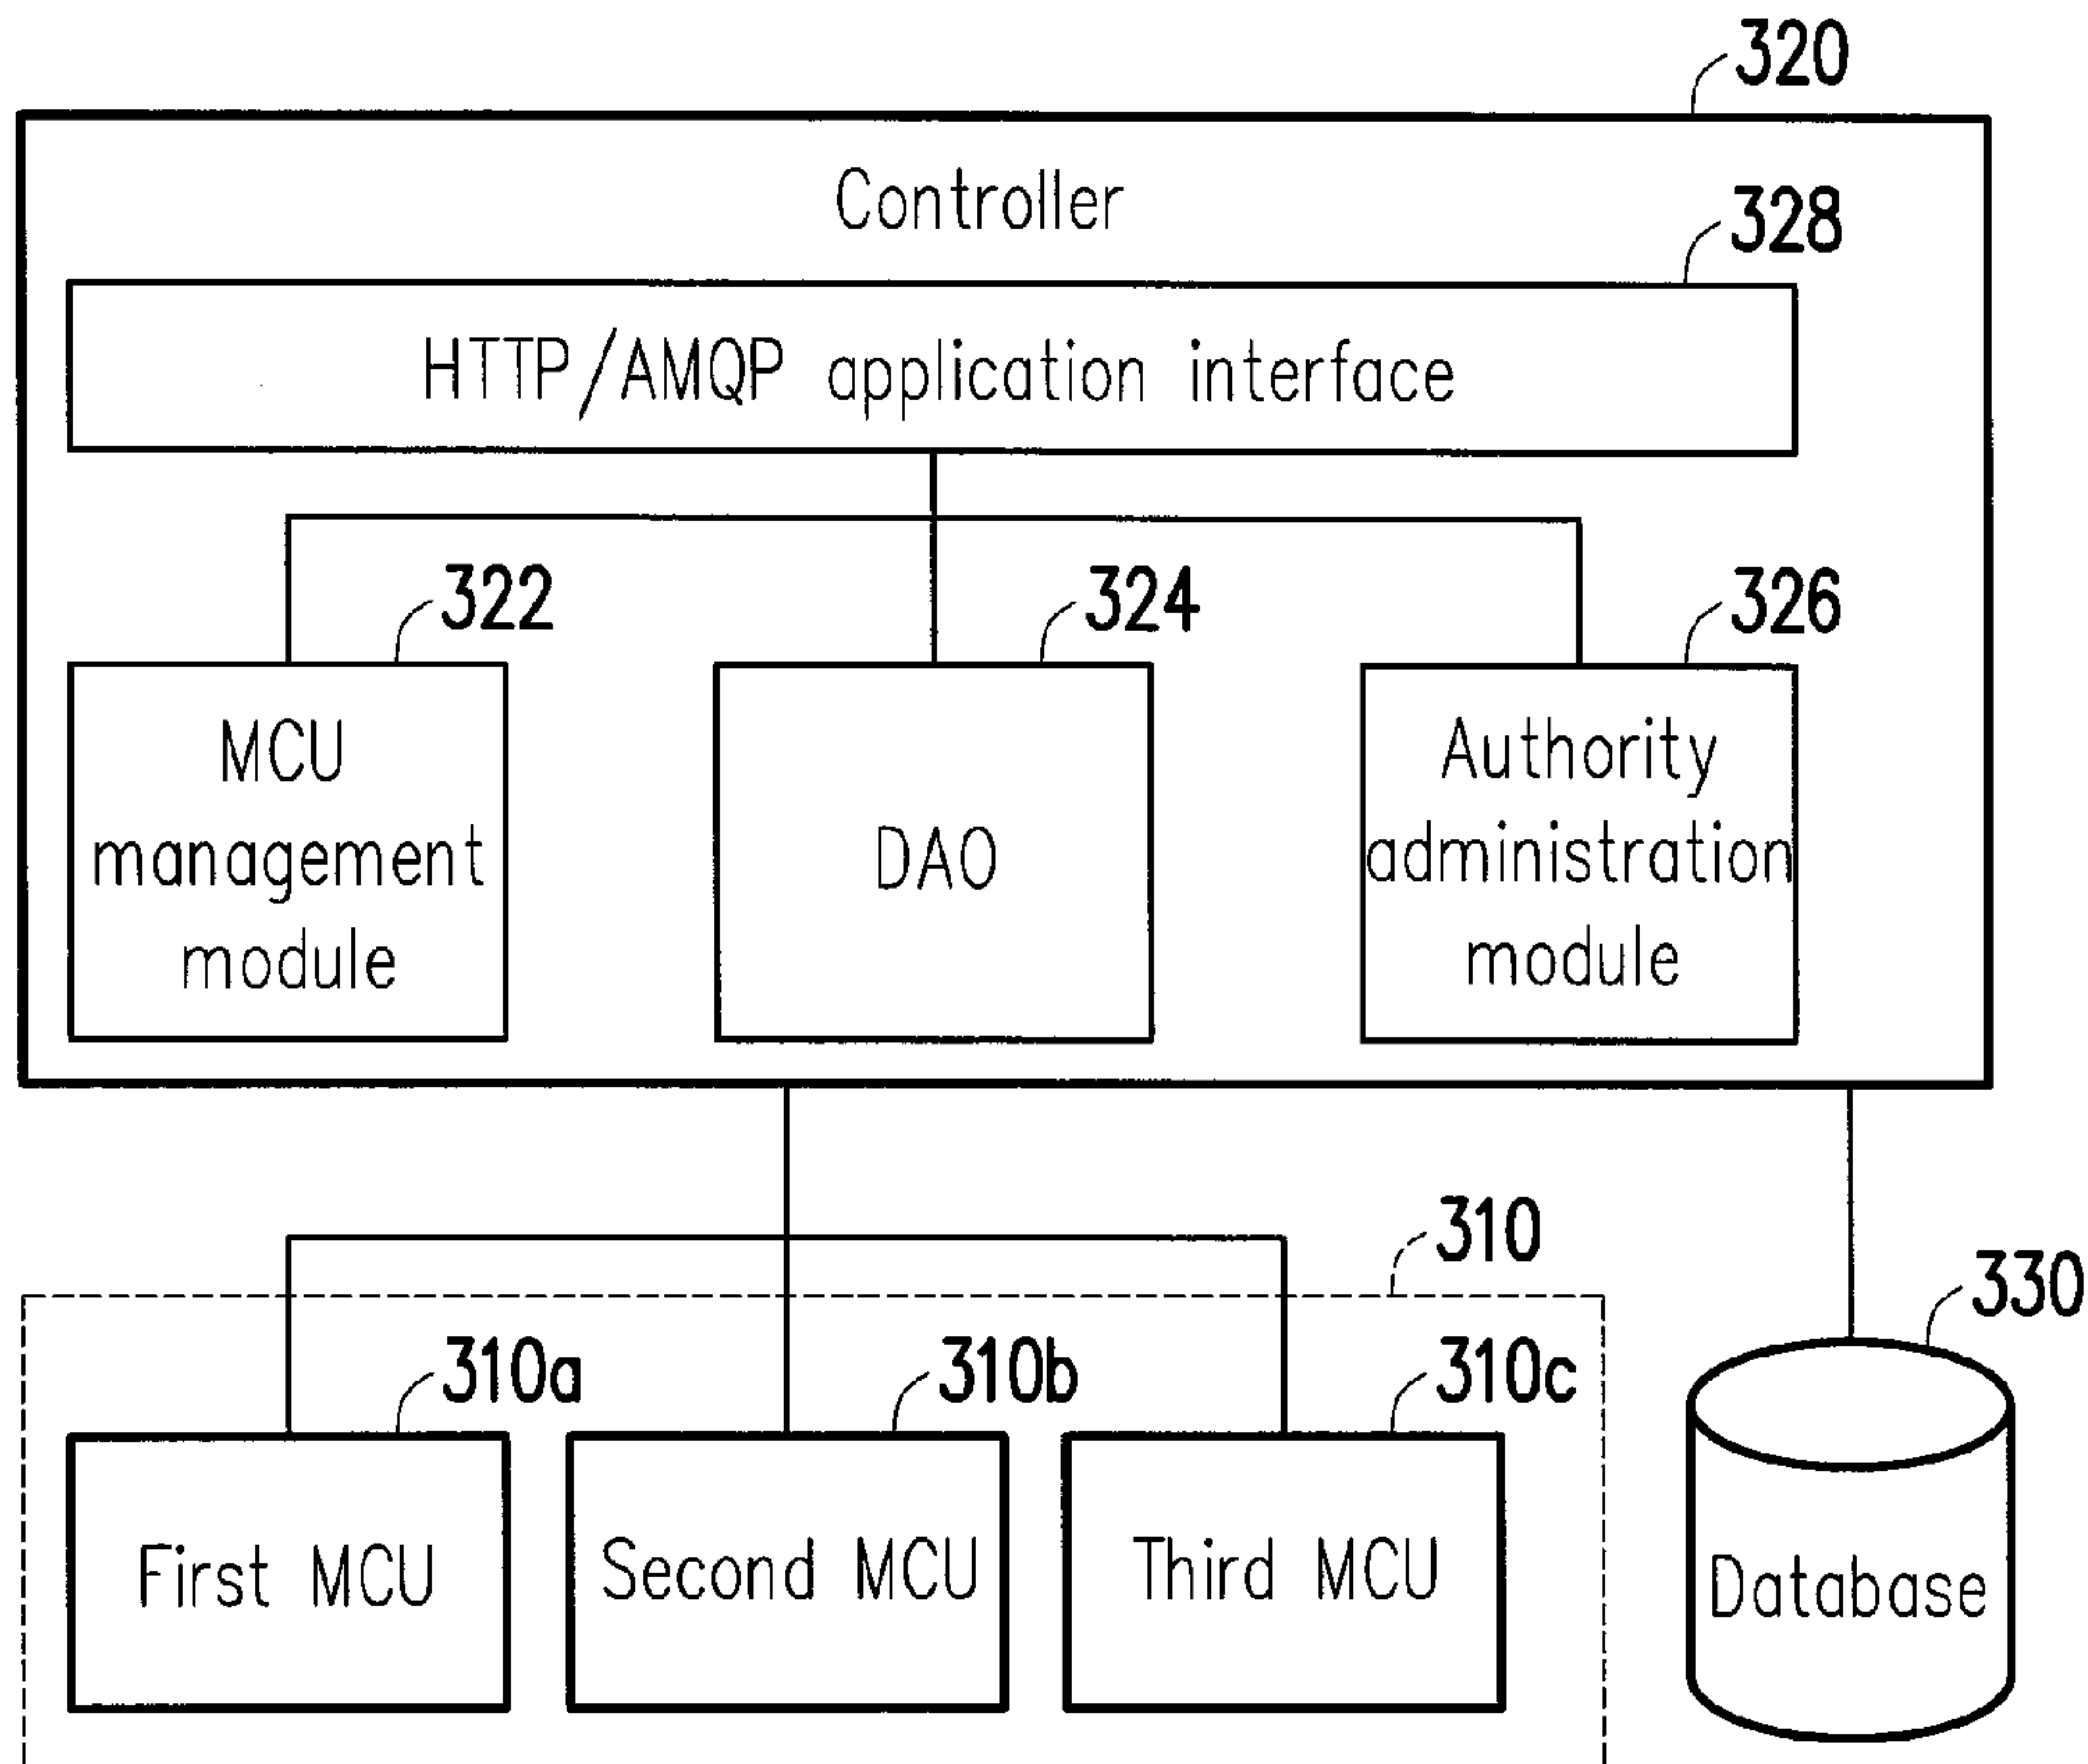 320
Controller
328
HTTP/AMQP application interface
322
324
326
MCU
management
module
DAO
Authority
administration
module
310
330
310a
310b
310c
First MCU
Second MCU
Third MCU
Database